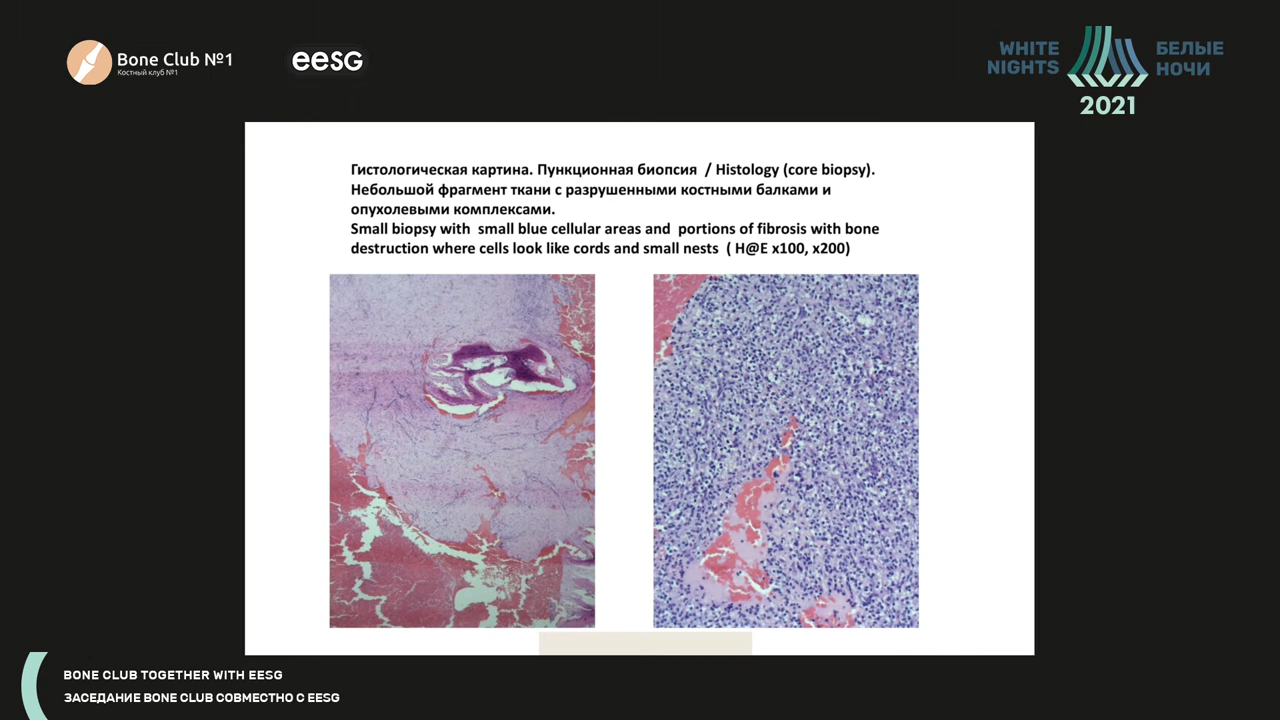 Bone Club №1
Костный клуб №1
eesg
WHITE NIGHTS
БЕЛЫЕ НОЧИ
2021
Гистологическая картина. Пункционная биопсия / Histology (core biopsy).
Небольшой фрагмент ткани с разрушенными костными балками и
опухолевыми комплексами.
Small biopsy with small blue cellular areas and portions of fibrosis with bone
destruction where cells look like cords and small nests ( H@E x100, x200)
BONE CLUB TOGETHER WITH EESG
ЗАСЕДАНИЕ BONE CLUB СОВМЕСТНО С EESG